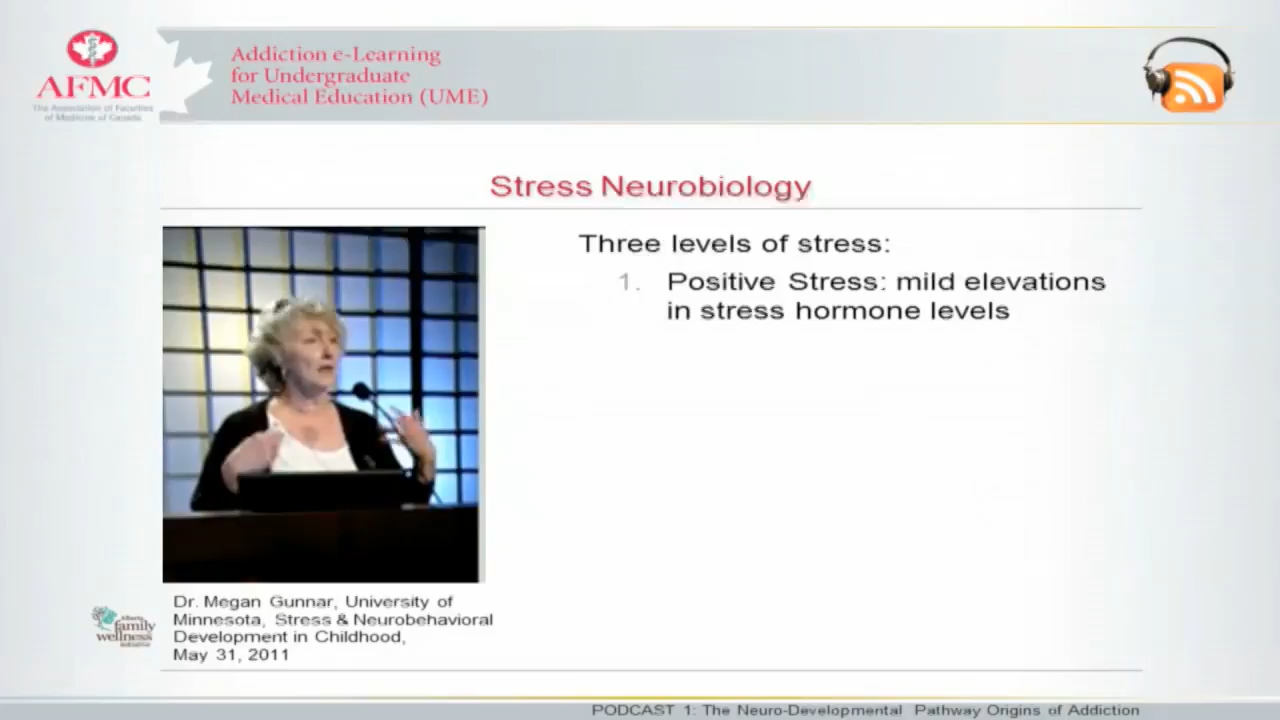 AFMC
The Association of Faculties
of Medicine of Canada
Addiction e-Learning
for Undergraduate
Medical Education (UME)
Stress Neurobiology
Three levels of stress:
1. Positive Stress: mild elevations
in stress hormone levels
Dr. Megan Gunnar, University of
Minnesota, Stress & Neurobehavioral
Development in Childhood,
May 31, 2011
Alberta
family
wellness
initiative
PODCAST 1: The Neuro-Developmental Pathway Origins of Addiction